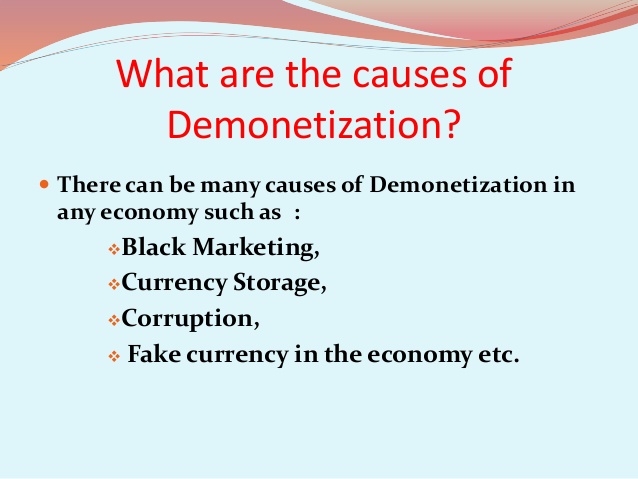 What are the causes of
Demonetization?
There can be many causes of Demonetization in
any economy such as :
Black Marketing,
Currency Storage,
Corruption,
Fake currency in the economy etc.